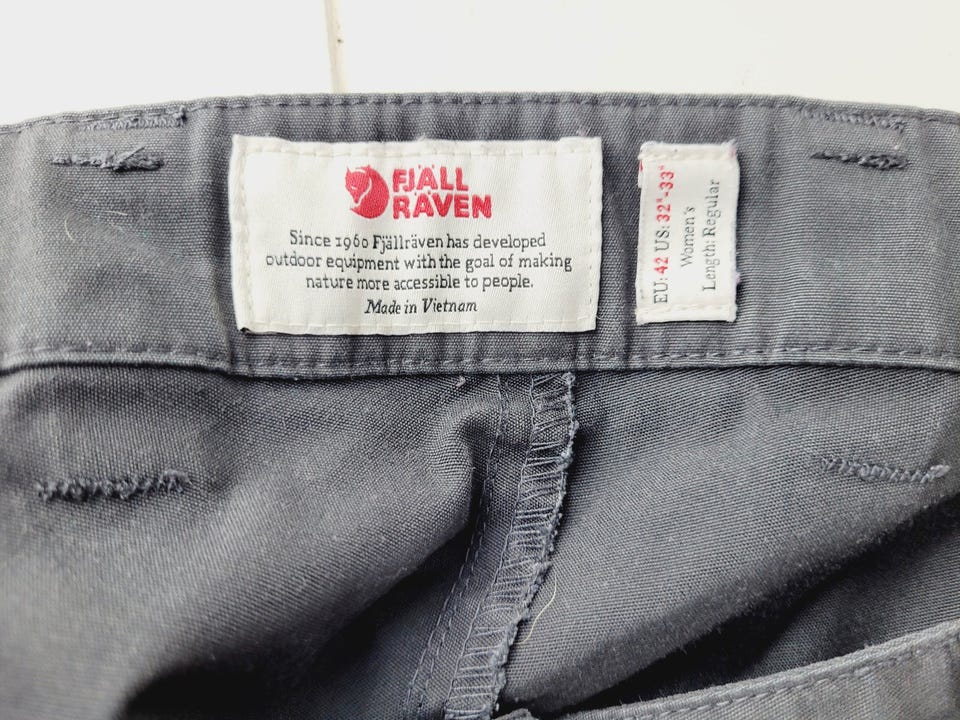 FJÄLL
RÄVEN
Since 1960 Fjällräven has developed
outdoor equipment with the goal of making
nature more accessible to people.
Made in Vietnam
EU: 42 US: 32"-33"
Women's
Length: Regular